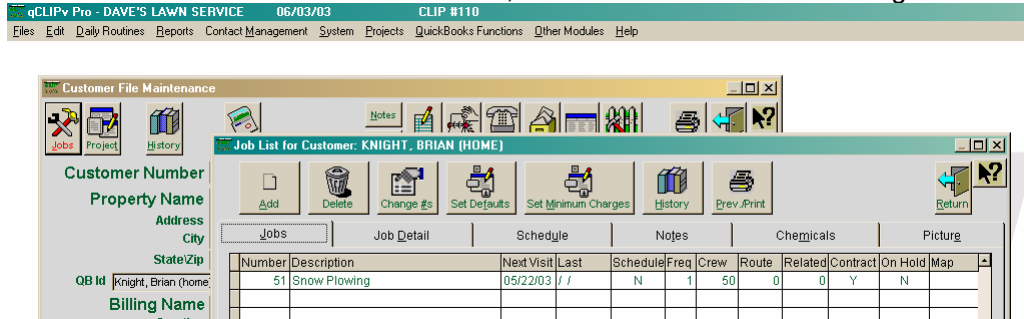 qCLIPv Pro - DAVE'S LAWN SERVICE 06/03/03 CLIP #110
Files Edit Daily Routines Reports Contact Management System Projects QuickBooks Functions Other Modules Help
Customer File Maintenance
Jobs Project History Notes
Job List for Customer: KNIGHT, BRIAN (HOME)
Add Delete Change #s Set Defaults Set Minimum Charges History Prev./Print Return
Customer Number
Property Name
Address
City
State\Zip
QB Id Knight, Brian (home
Billing Name
Jobs Job Detail Schedule Notes Chemicals Picture
Number Description Next Visit Last Schedule Freq Crew Route Related Contract On Hold Map
51 Snow Plowing 05/22/03 / / N 1 50 0 0 Y N